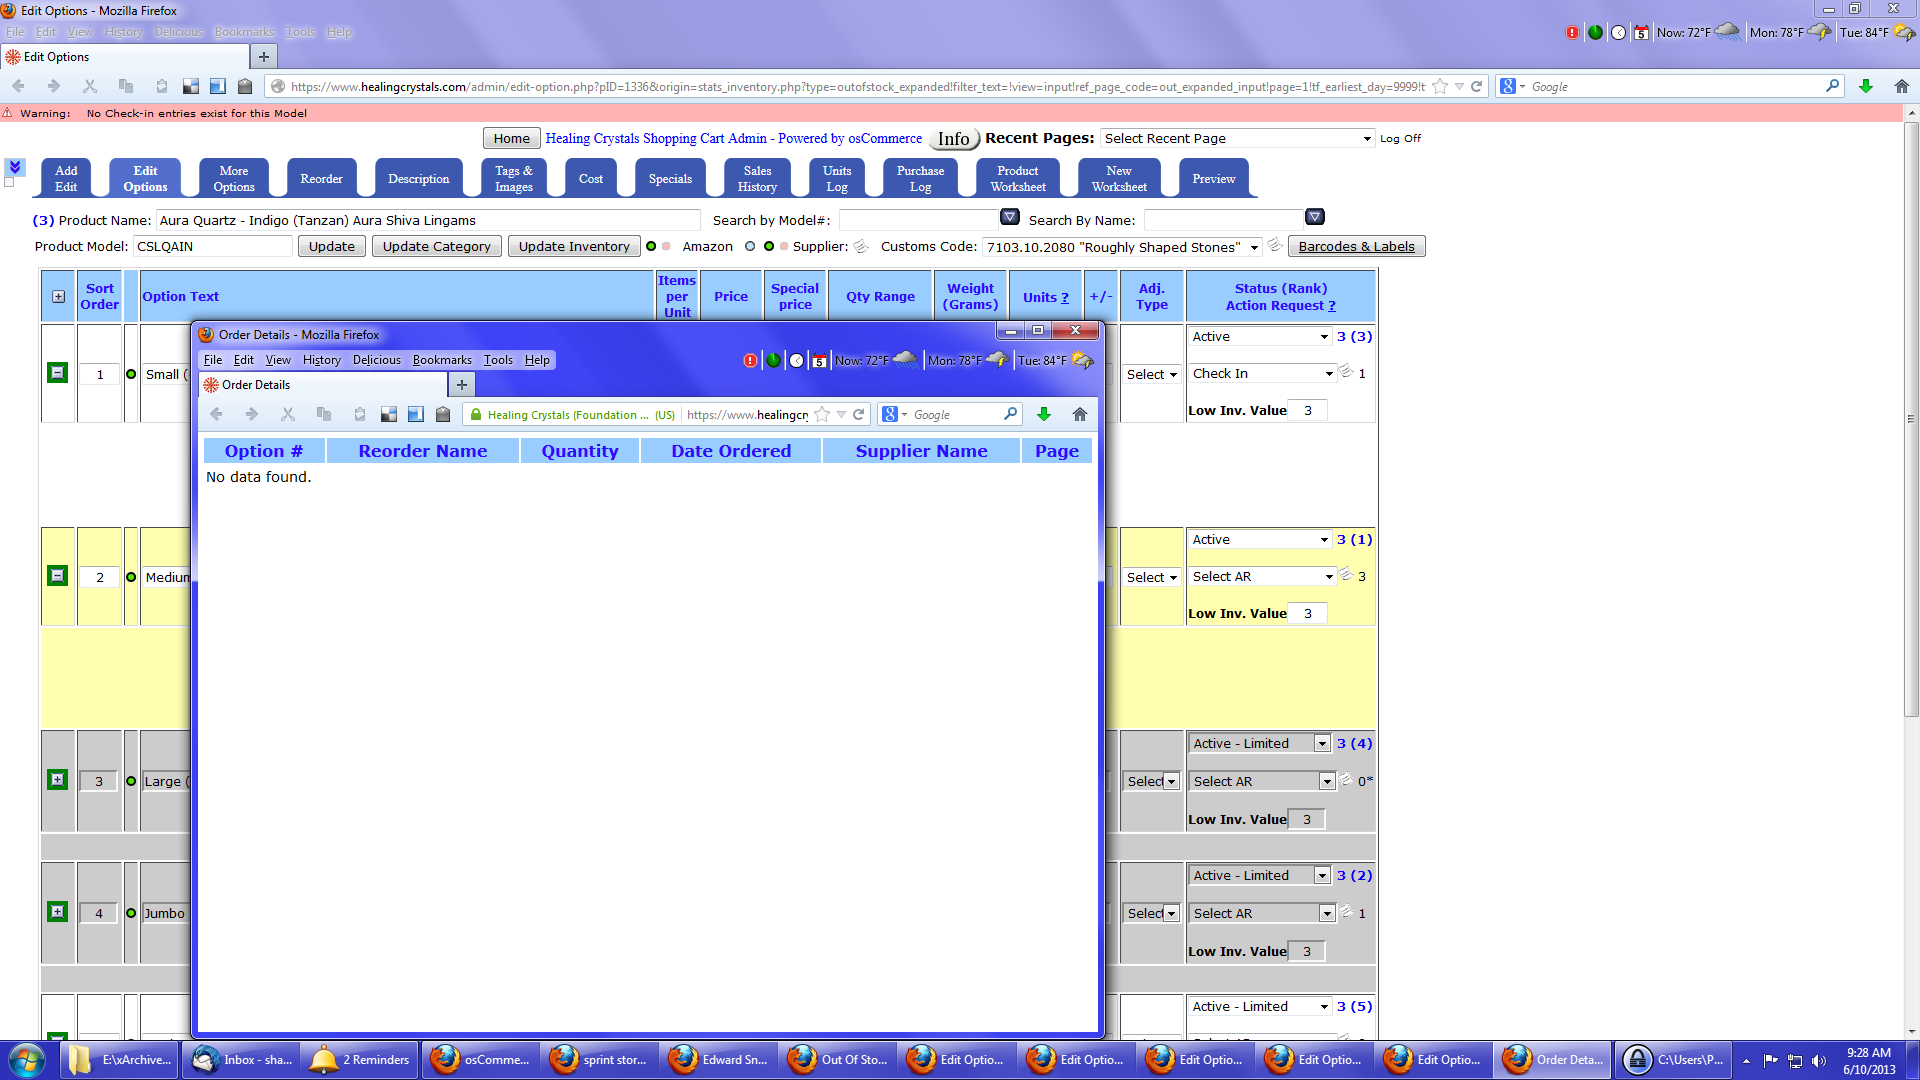 Edit Options - Mozilla Firefox
File Edit View History Delicious Bookmarks Tools Help
Now: 72°F Mon: 78°F Tue: 84°F
Edit Options
https://www.healingcrystals.com/admin/edit-option.php?pID=1336&origin=stats_inventory.php?type=outofstock_expanded!filter_text=!view=input!ref_page_code=out_expanded_input!page=1!tf_earliest_day=9999!t
Google
Warning: No Check-in entries exist for this Model
Home Healing Crystals Shopping Cart Admin - Powered by osCommerce Info Recent Pages: Select Recent Page Log Off
Add Edit
Edit Options
More Options
Reorder
Description
Tags & Images
Cost
Specials
Sales History
Units Log
Purchase Log
Product Worksheet
New Worksheet
Preview
(3) Product Name: Aura Quartz - Indigo (Tanzan) Aura Shiva Lingams Search by Model#: Search By Name:
Product Model: CSLQAIN Update Update Category Update Inventory Amazon Supplier: Customs Code: 7103.10.2080 "Roughly Shaped Stones" Barcodes & Labels
Sort Order
Option Text
Items per Unit
Price
Special price
Qty Range
Weight (Grams)
Units ?
+/-
Adj. Type
Status (Rank) Action Request ?
1 Small (
Select
Active 3 (3)
Check In 1
Low Inv. Value 3
Order Details - Mozilla Firefox
File Edit View History Delicious Bookmarks Tools Help
5 Now: 72°F Mon: 78°F Tue: 84°F
Order Details
Healing Crystals (Foundation ... (US) https://www.healingcr
Google
Option # Reorder Name Quantity Date Ordered Supplier Name Page
No data found.
2 Medium
Select
Active 3 (1)
Select AR 3
Low Inv. Value 3
3 Large (
Select
Active - Limited 3 (4)
Select AR 0*
Low Inv. Value 3
4 Jumbo
Select
Active - Limited 3 (2)
Select AR 1
Low Inv. Value 3
Active - Limited 3 (5)
E:\xArchive... Inbox - sha... 2 Reminders osComme... sprint stor... Edward Sn... Out Of Sto... Edit Optio... Edit Optio... Edit Optio... Edit Optio... Edit Optio... Order Deta... C:\Users\P...
9:28 AM
6/10/2013